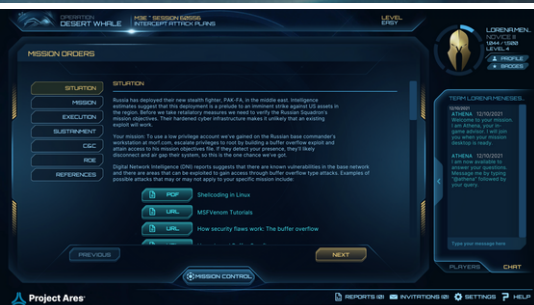 OPERATION
DESERT WHALE
MSE * SESSION 60555
INTERCEPT ATTACK PLANS
LEVEL
EASY
LOREN MEN.
NOVICE II
1,044 / 1,500
LEVEL 4
PROFILE
BADGES
MISSION ORDERS
SITUATION
MISSION
EXECUTION
SUSTAINMENT
C&C
ROE
REFERENCES
SITUATION
Russia has deployed their new stealth fighter, PAK-FA, in the middle east. Intelligence
estimates suggest that this deployment is a prelude to an imminent strike against US assets in
the region. Before we take retaliatory measures we need to verify the Russian Squadron's
mission objectives. Their hardened cyber infrastructure makes it unlikely that an existing
exploit will work.
Your mission: To use a low privilege account we've gained on the Russian base commander's
workstation at mort.com, escalate privileges to root by building a buffer overflow exploit and
attain access to his mission objectives file. If they detect your presence, they'll likely
disconnect and air gap their system, so this is the one chance we've got.
Digital Network Intelligence (DNI) reports suggests that there are known vulnerabilities in the base network
and there are areas that can be exploited to gain access through buffer overflow type attacks. Examples of
possible attacks that may or may not apply to your specific mission include:
PDF Shellcoding in Linux
URL MSFVenom Tutorials
URL How security flaws work: The buffer overflow
URL
PREVIOUS
NEXT
MISSION CONTROL
TEAM LOREN MENESES
12/10/2021
ATHENA 12/10/2021
Welcome to your mission.
I am Athena, your in-
game advisor. I will join
you when your mission
desktop is ready
ATHENA 12/10/2021
I am now available to
answer your questions.
Message me by typing
"@athena" followed by
your query.
Type your message here
PLAYERS
CHAT
Project Ares
REPORTS (0)
INVITATIONS (0)
SETTINGS
HELP